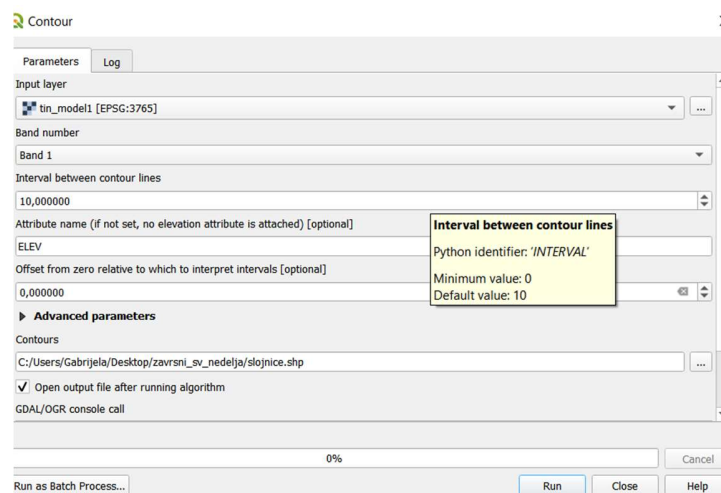 Contour
Parameters
Log
Input layer
tin_model1 [EPSG:3765]
...
Band number
Band 1
Interval between contour lines
10,000000
Attribute name (if not set, no elevation attribute is attached) [optional]
ELEV
Interval between contour lines
Python identifier: 'INTERVAL'
Minimum value: 0
Default value: 10
Offset from zero relative to which to interpret intervals [optional]
0,000000
Advanced parameters
Contours
C:/Users/Gabrijela/Desktop/zavrsni_sv_nedelja/slojnice.shp
...
Open output file after running algorithm
GDAL/OGR console call
0%
Cancel
Run as Batch Process...
Run
Close
Help